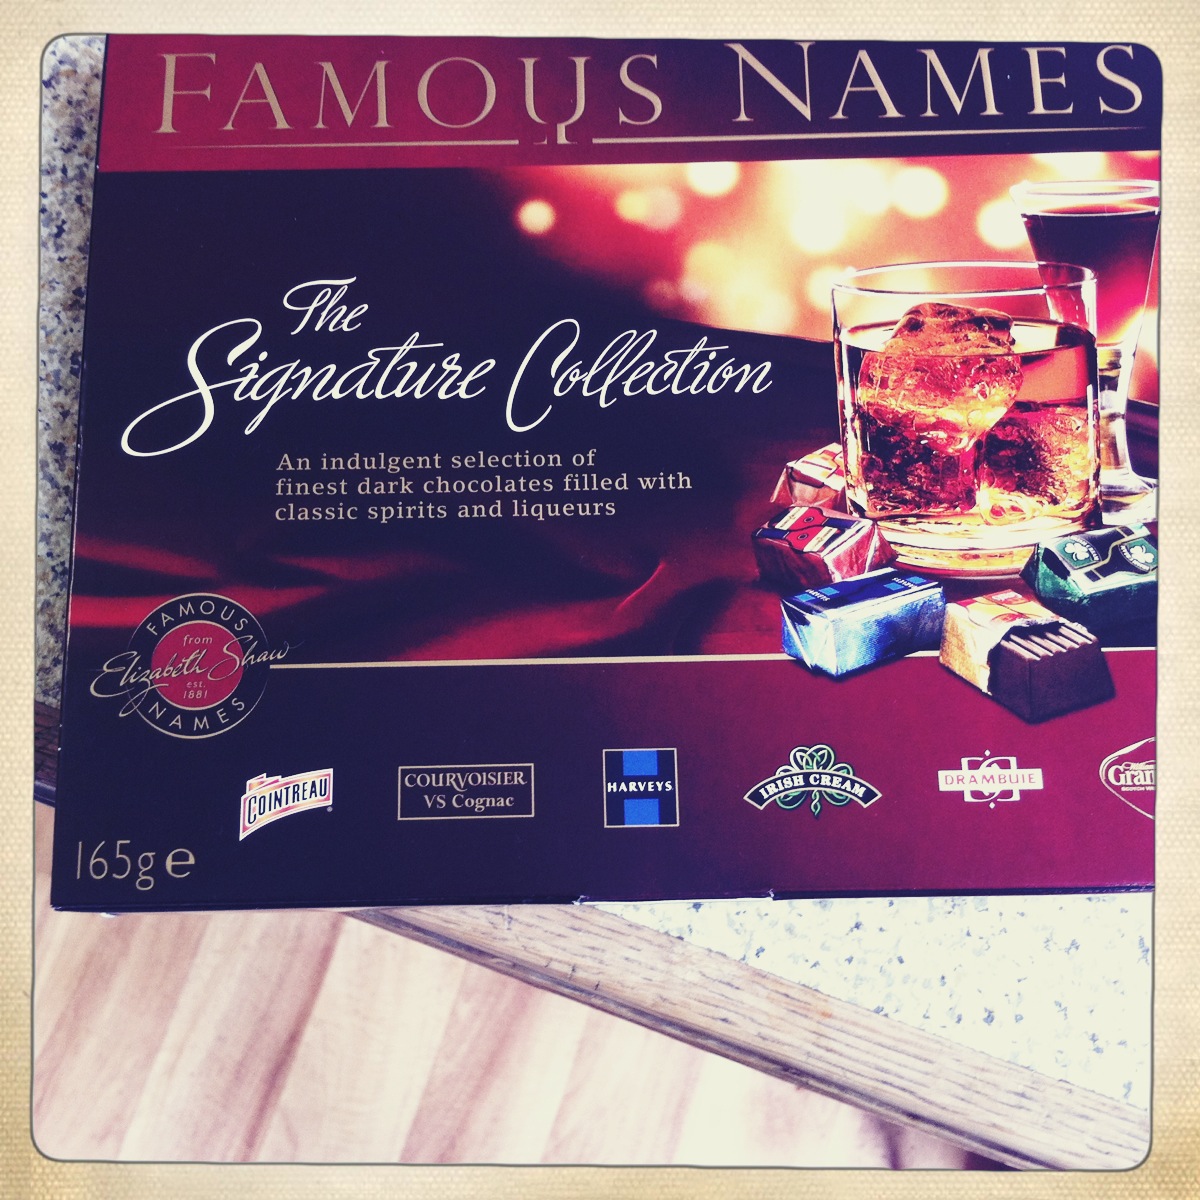 FAMOUS NAMES
The
Signature Collection
An indulgent selection of
finest dark chocolates filled with
classic spirits and liqueurs
HARVEYS
FAMOUS
from
Elizabeth Shaw
est.
1881
NAMES
COINTREAU
COURVOISIER
VS Cognac
HARVEYS
IRISH CREAM
DRAMBUIE
165g e